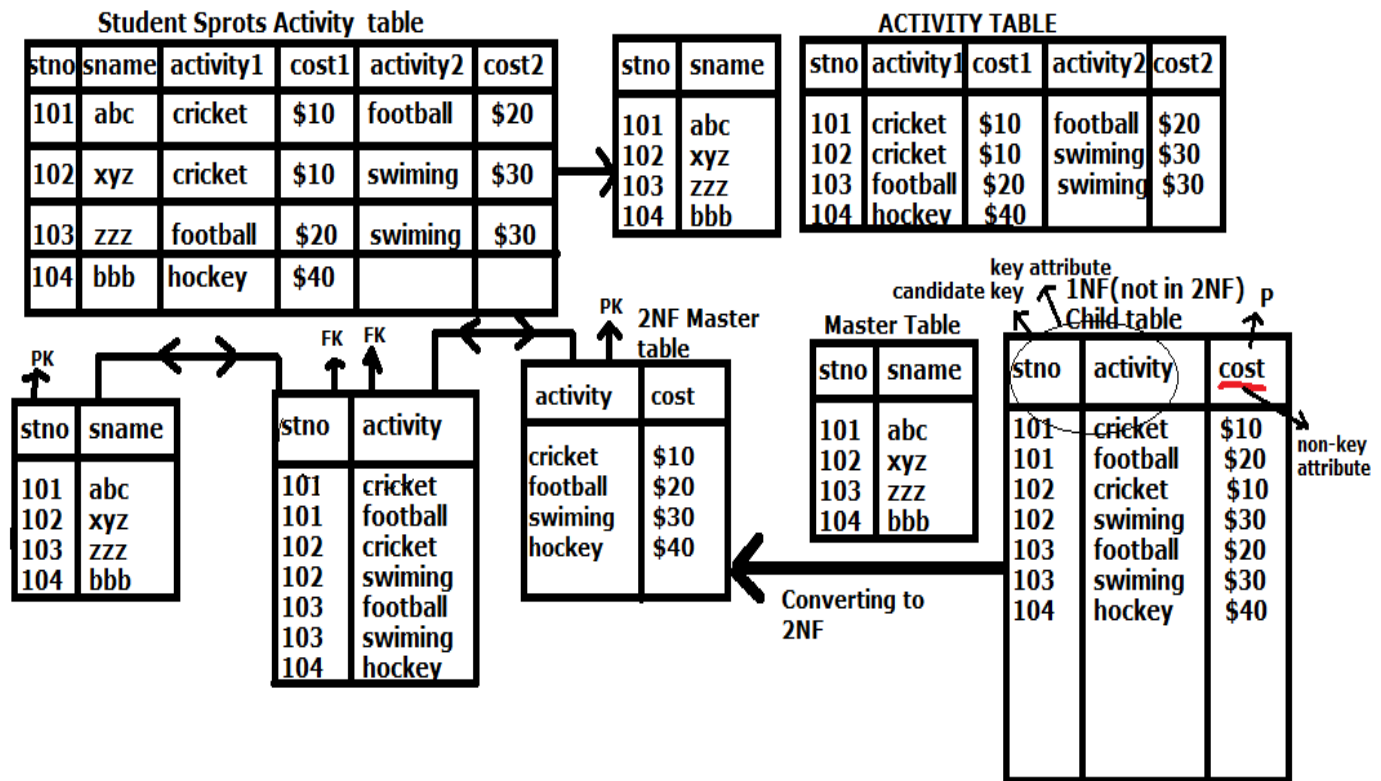 Student Sprots Activity table
stno sname activity1 cost1 activity2 cost2
101 abc cricket $10 football $20
102 xyz cricket $10 swiming $30
103 zzz football $20 swiming $30
104 bbb hockey $40
stno sname
101 abc
102 xyz
103 zzz
104 bbb
ACTIVITY TABLE
stno activity1 cost1 activity2 cost2
101 cricket $10 football $20
102 cricket $10 swiming $30
103 football $20 swiming $30
104 hockey $40
PK
stno sname
101 abc
102 xyz
103 zzz
104 bbb
FK FK
stno activity
101 cricket
101 football
102 cricket
102 swiming
103 football
103 swiming
104 hockey
PK
2NF Master
table
activity cost
cricket $10
football $20
swiming $30
hockey $40
Master Table
stno sname
101 abc
102 xyz
103 zzz
104 bbb
Converting to
2NF
key attribute
candidate key
1NF(not in 2NF)
Child table
P
stno activity cost
101 cricket $10
101 football $20
102 cricket $10
102 swiming $30
103 football $20
103 swiming $30
104 hockey $40
non-key
attribute